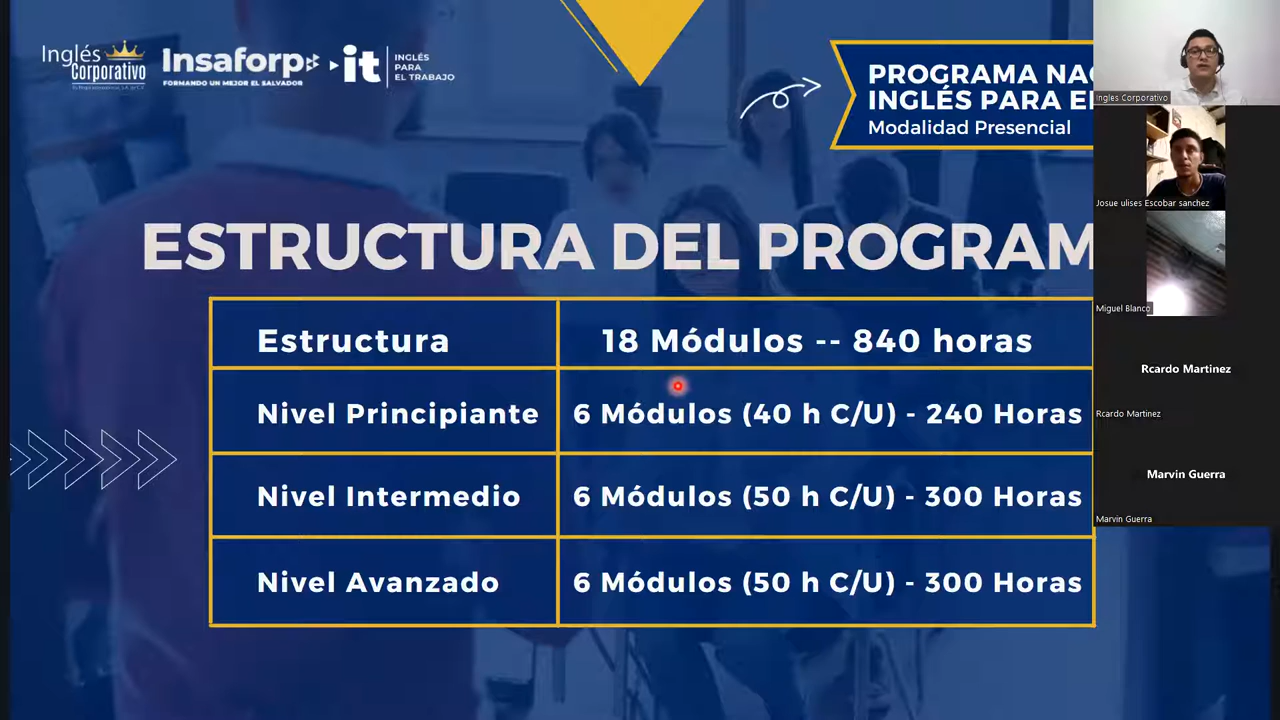 Inglés
Corporativo
Insaforp
FORMANDO UN MEJOR EL SALVADOR
it
INGLÉS
PARA
EL TRABAJO
PROGRAMA NAC
INGLÉS PARA E
Modalidad Presencial
ESTRUCTURA DEL PROGRAM
Estructura
18 Módulos -- 840 horas
Nivel Principiante
6 Módulos (40 h C/U) - 240 Horas
Nivel Intermedio
6 Módulos (50 h C/U) - 300 Horas
Nivel Avanzado
6 Módulos (50 h C/U) - 300 Horas
Ingles Corporativo
Josue ulises Escobar sanchez
Miguel Blanco
Rcardo Martinez
Rcardo Martinez
Marvin Guerra
Marvin Guerra